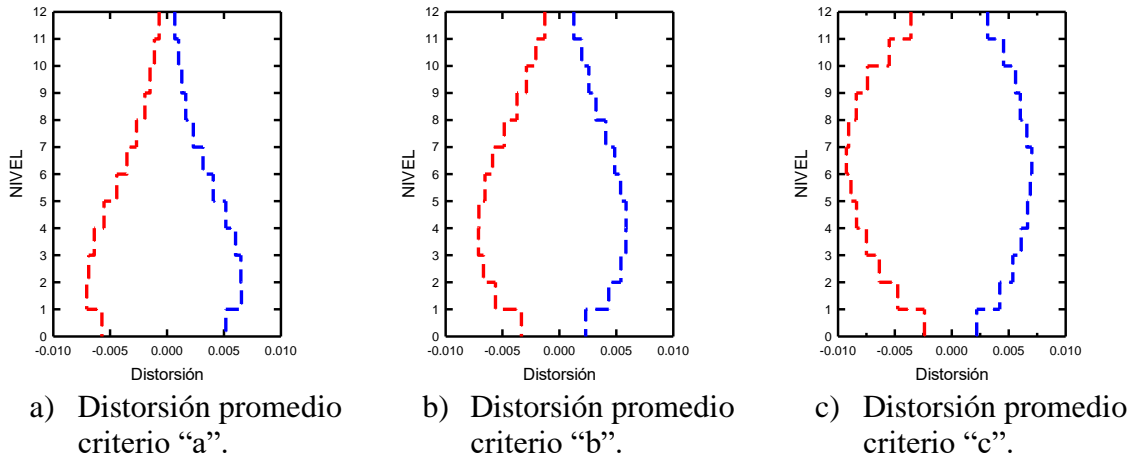 12
11
10
9
8
7
6
5
4
3
2
1
0
NIVEL
-0.010 -0.005 0.000 0.005 0.010
Distorsión
a) Distorsión promedio
criterio “a”.
12
11
10
9
8
7
6
5
4
3
2
1
0
NIVEL
-0.010 -0.005 0.000 0.005 0.010
Distorsión
b) Distorsión promedio
criterio “b”.
12
11
10
9
8
7
6
5
4
3
2
1
0
NIVEL
-0.010 -0.005 0.000 0.005 0.010
Distorsión
c) Distorsión promedio
criterio “c”.